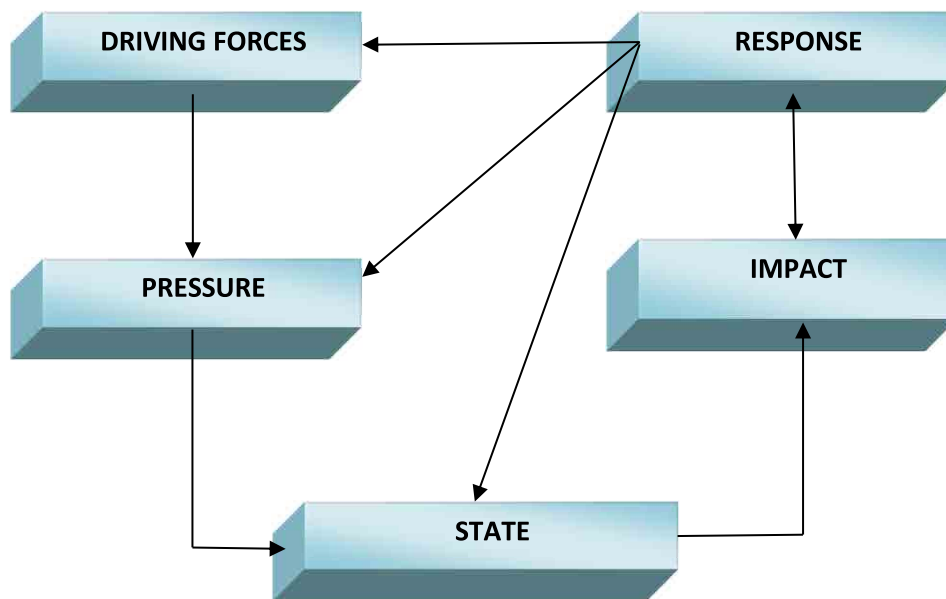 DRIVING FORCES
RESPONSE
PRESSURE
IMPACT
STATE